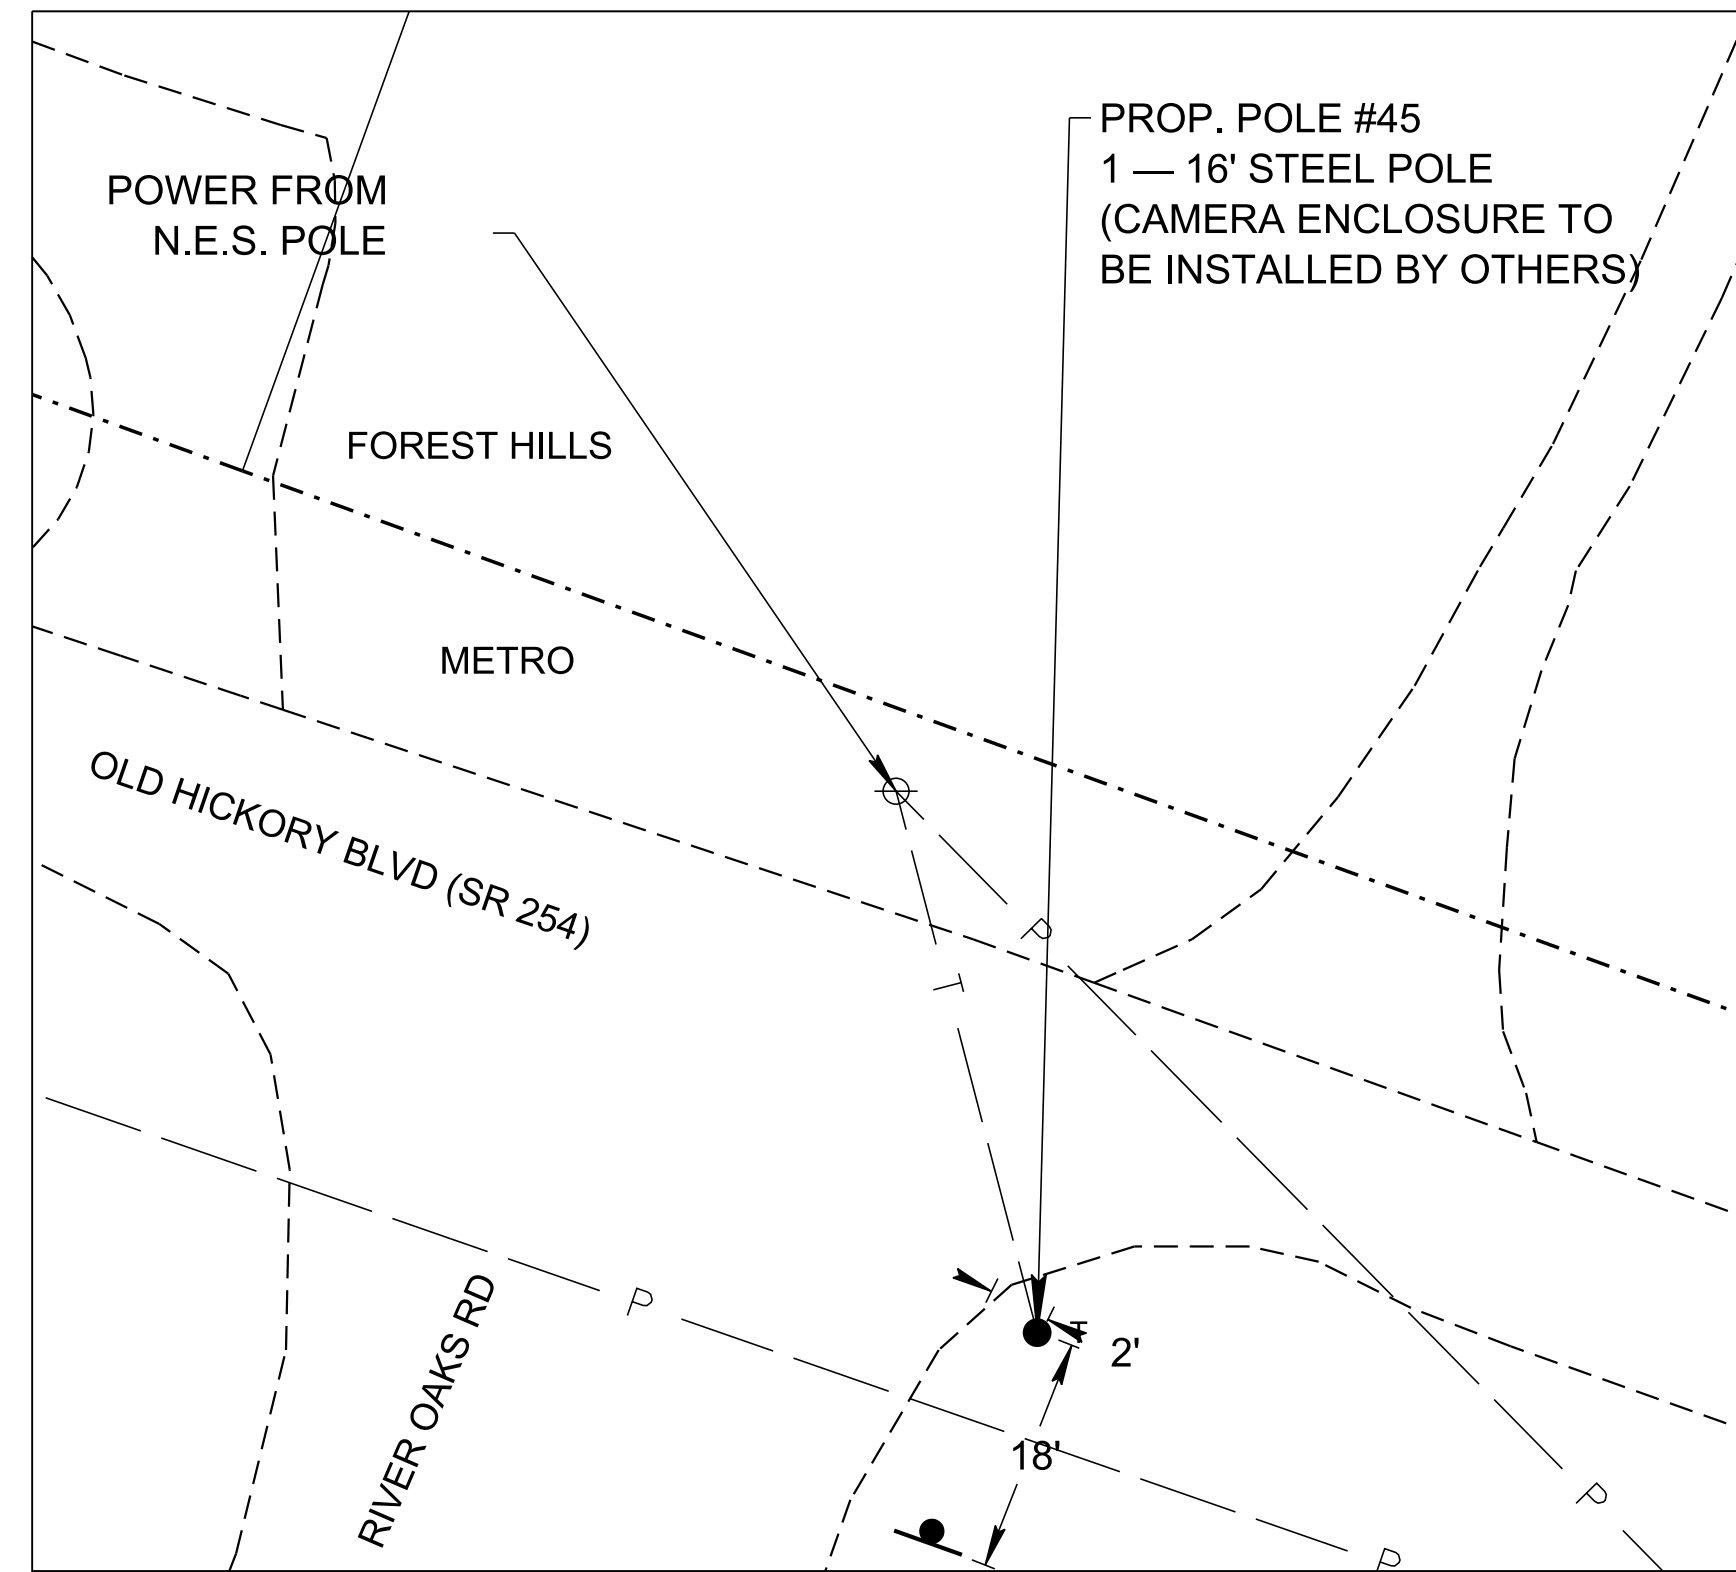 PROP. POLE #45
1 — 16' STEEL POLE
(CAMERA ENCLOSURE TO
BE INSTALLED BY OTHERS)
POWER FROM
N.E.S. POLE
FOREST HILLS
METRO
OLD HICKORY BLVD (SR 254)
P
T
RIVER OAKS RD
P
T
2'
18'
P
P